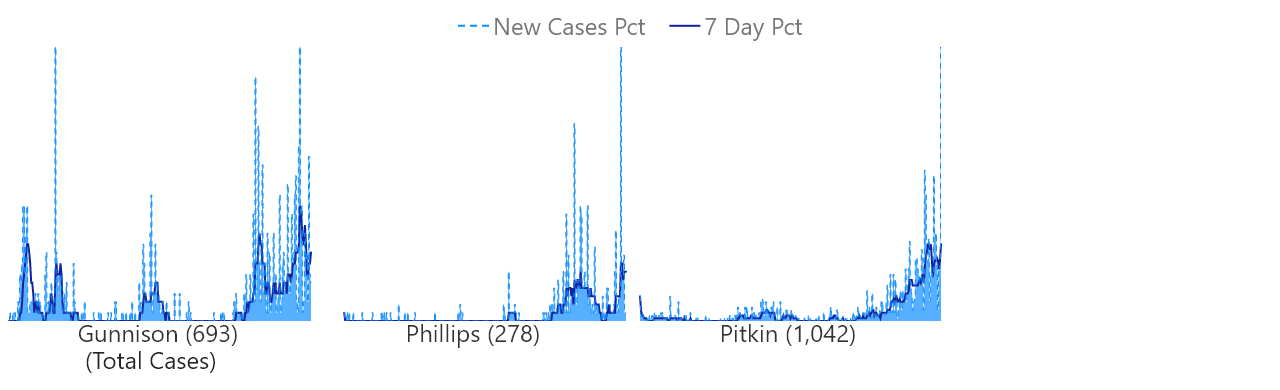 New Cases Pct 7 Day Pct
Gunnison (693) Phillips (278) Pitkin (1,042)
(Total Cases)